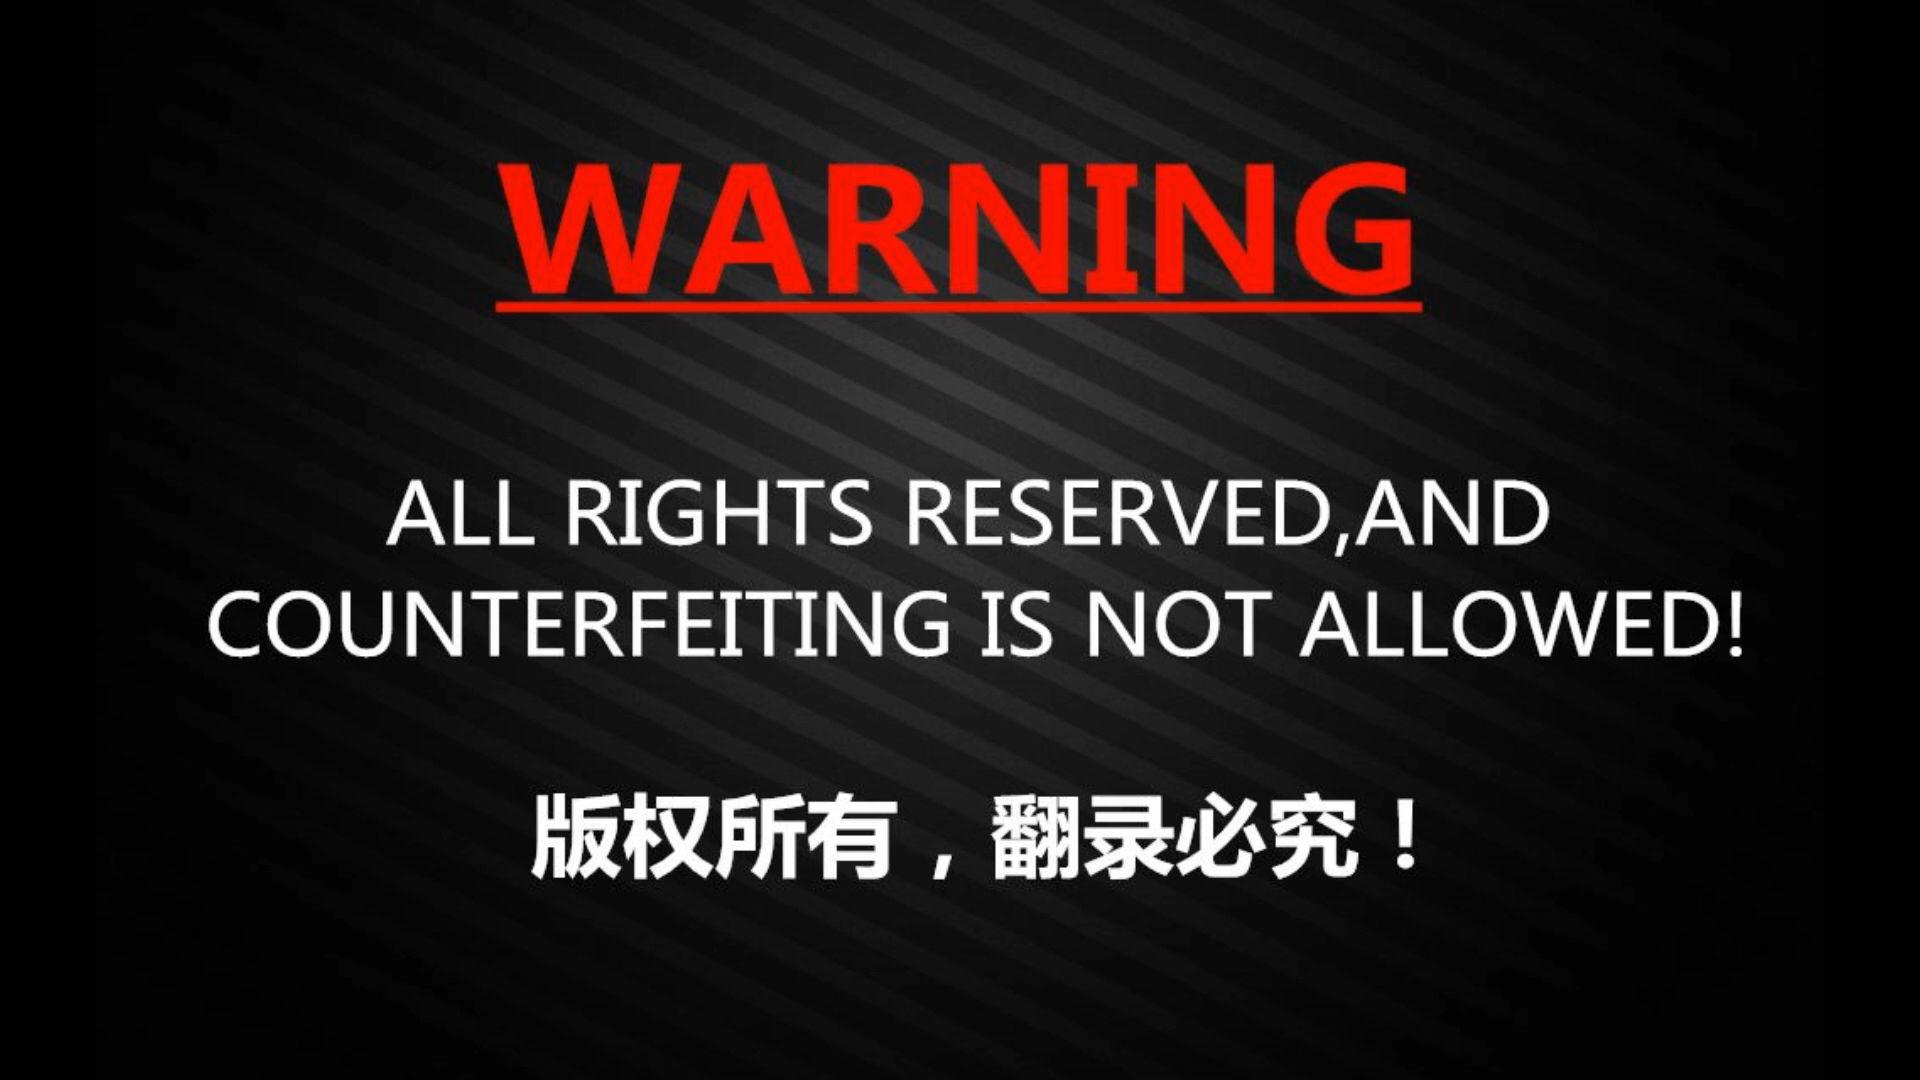 WARNING
ALL RIGHTS RESERVED,AND
COUNTERFEITING IS NOT ALLOWED!
版权所有，翻录必究！